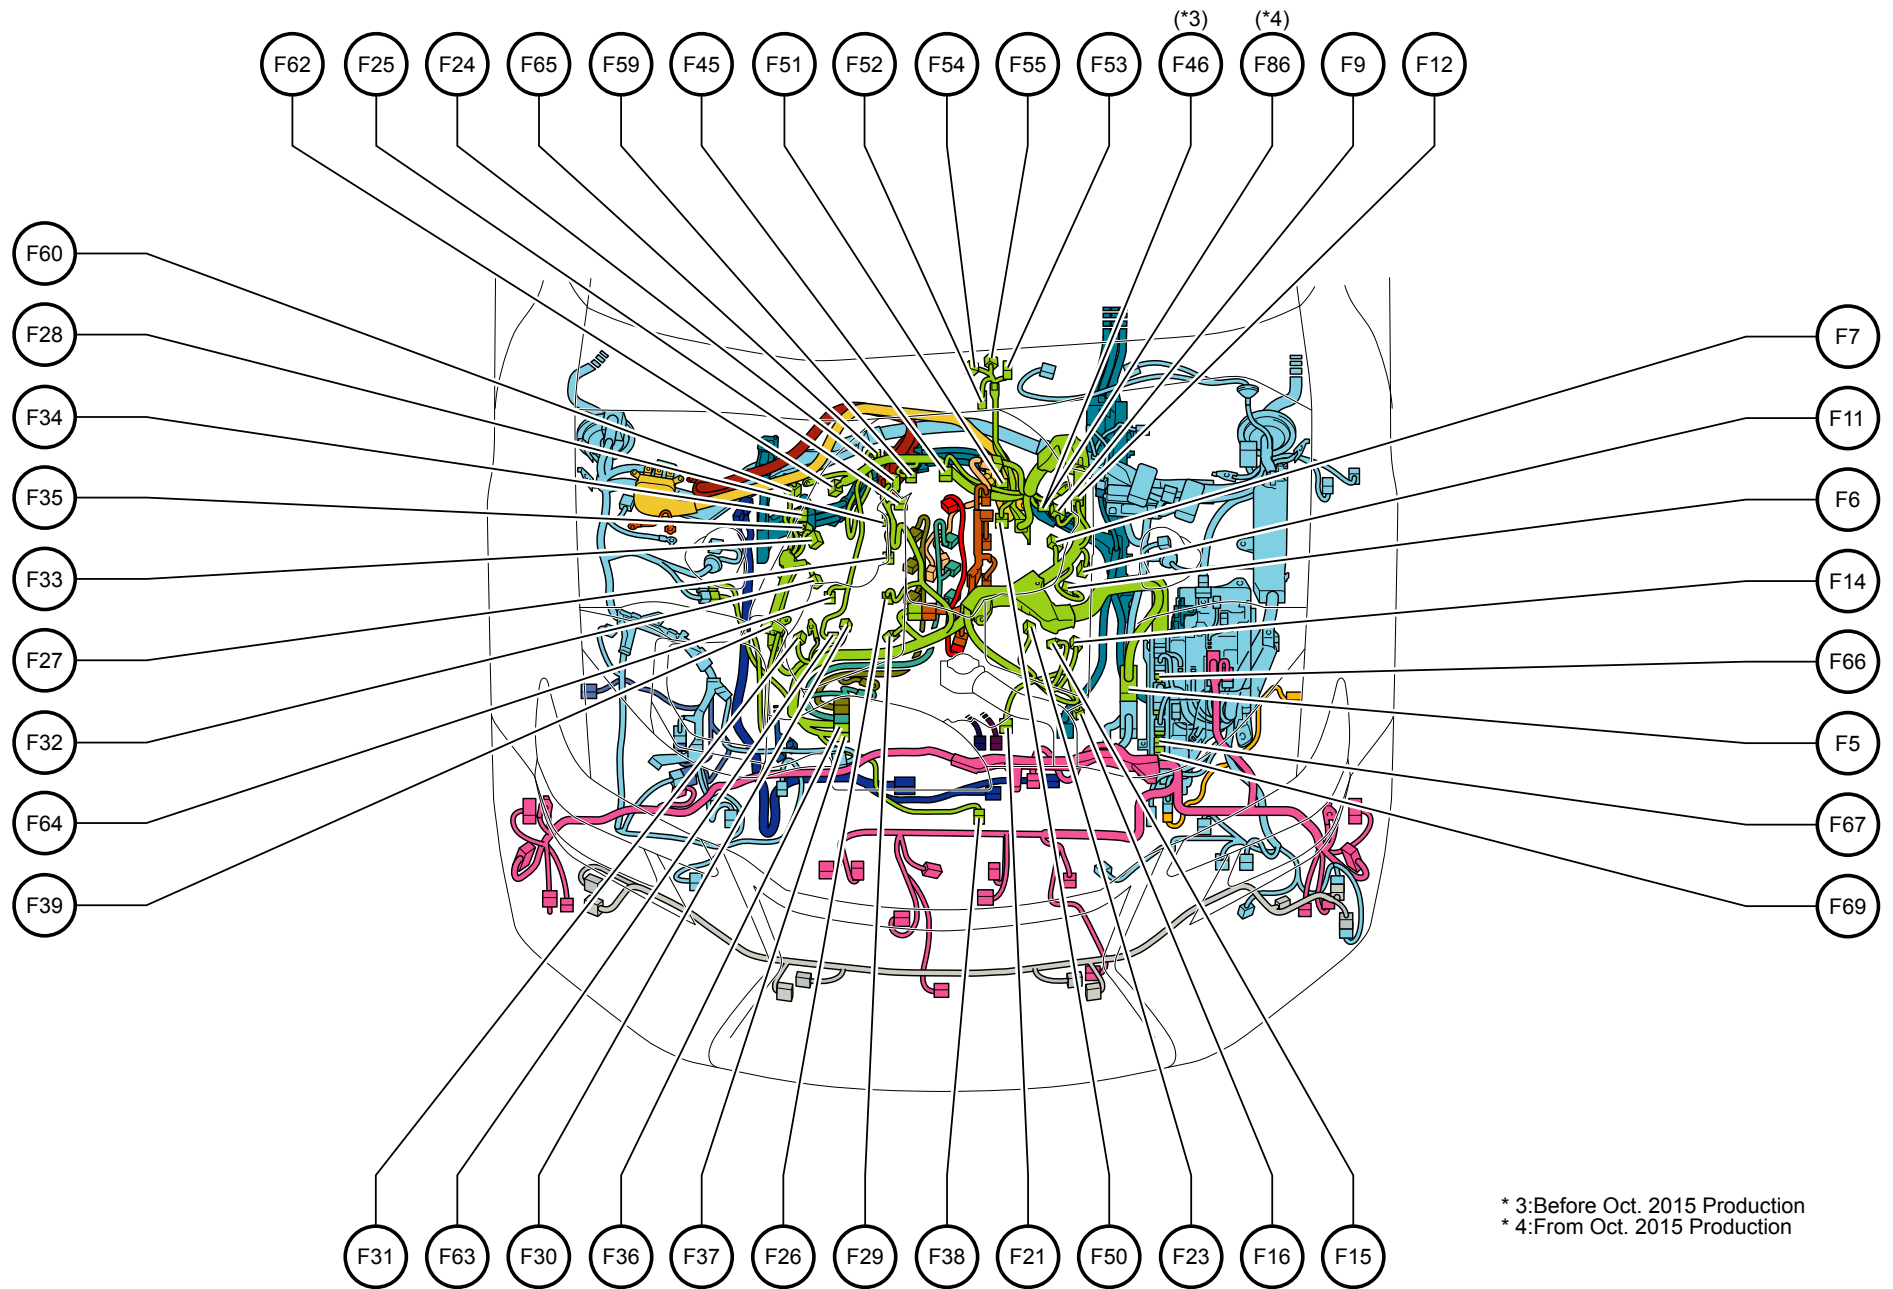 (*3) (*4)
F62 F25 F24 F65 F59 F45 F51 F52 F54 F55 F53 F46 F86 F9 F12
F60
F28
F34
F35
F33
F27
F32
F64
F39
F7
F11
F6
F14
F66
F5
F67
F69
F31 F63 F30 F36 F37 F26 F29 F38 F21 F50 F23 F16 F15
* 3:Before Oct. 2015 Production
* 4:From Oct. 2015 Production